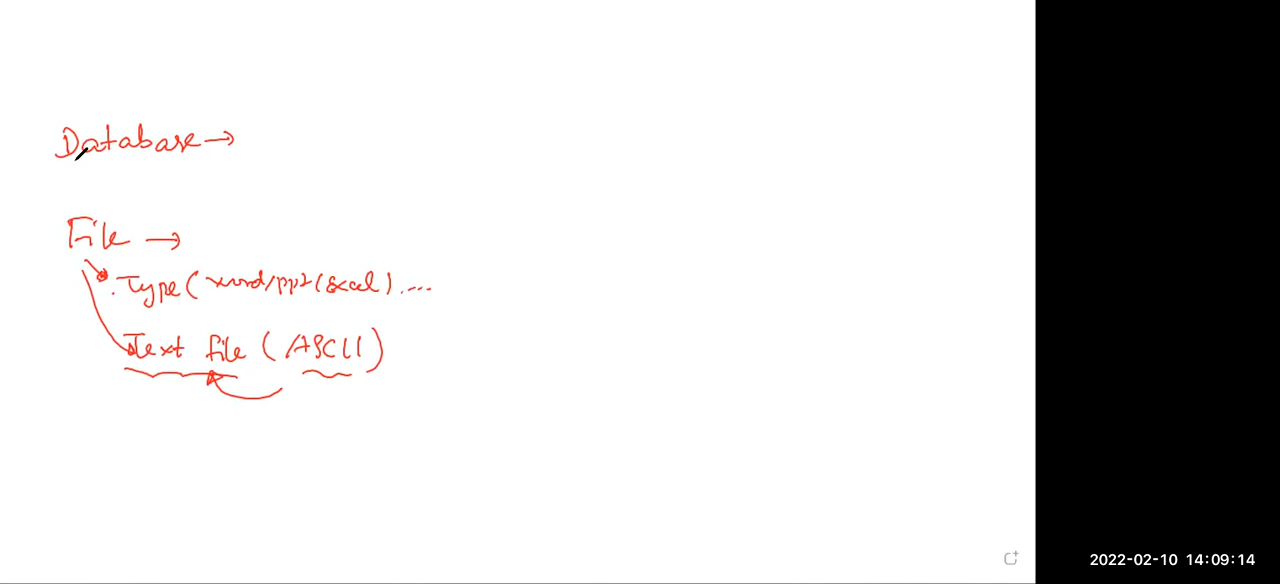 Database →
File →
. Type (word/ppt/Excel) ....
Text file (ASCII)
2022-02-10 14:09:14